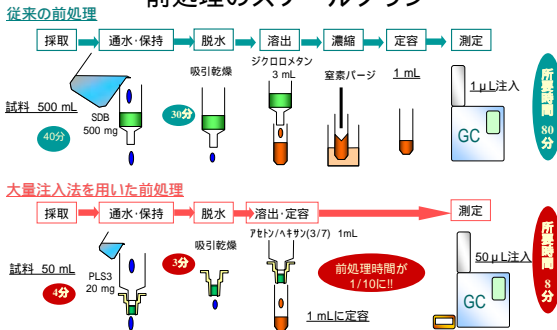 前処理のスケールダウン
従来の前処理
採取 通水･保持 脱水 溶出 濃縮 定容 測定
ジクロロメタン
3 mL
吸引乾燥
窒素パージ
1 mL
1μL注入
試料 500 mL
SDB
500 mg
40分
30分
GC
所要時間 80分
大量注入法を用いた前処理
採取 通水･保持 脱水 溶出･定容 測定
アセトン/ヘキサン(3/7) 1mL
吸引乾燥
試料 50 mL
PLS3
20 mg
4分
3分
前処理時間が
1/10に!!
50μL注入
GC
1 mLに定容
所要時間 8分